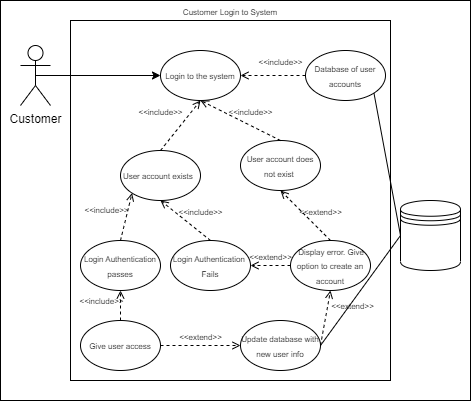 Customer Login to System
Login to the system
<<include>>
Database of user
accounts
Customer
<<include>>
<<include>>
User account exists
User account does
not exist
<<include>>
<<include>>
<<extend>>
Login Authentication
passes
Login Authentication
Fails
<<extend>>
Display error. Give
option to create an
account
<<include>>
<<extend>>
Give user access
<<extend>>
Update database with
new user info